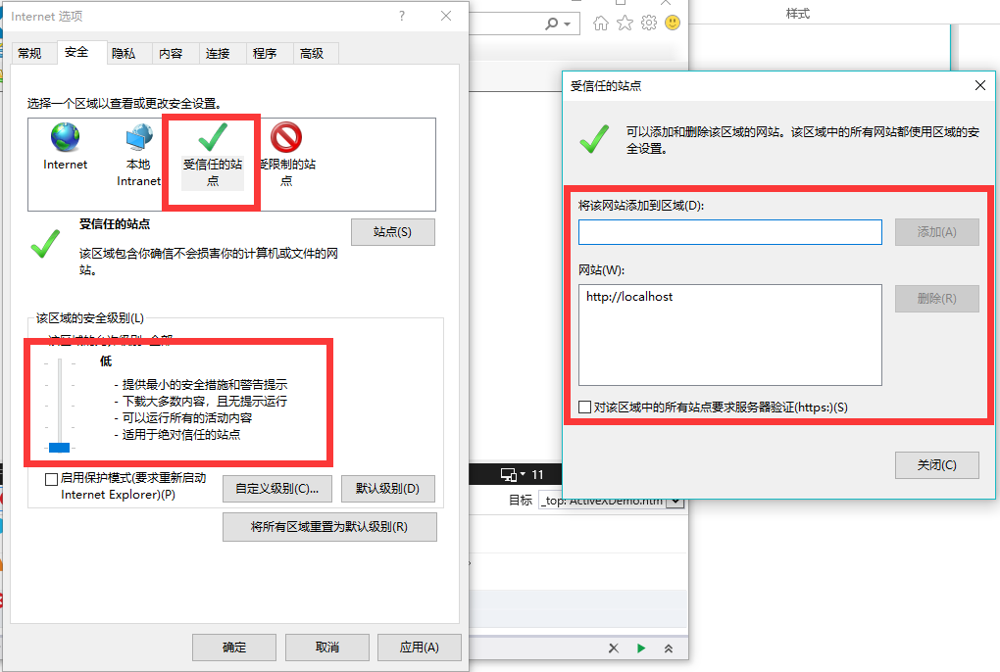 Internet 选项
?
常规
安全
隐私
内容
连接
程序
高级
选择一个区域以查看或更改安全设置。
Internet
本地
Intranet
受信任的站
点
受限制的站
点
受信任的站点
站点(S)
该区域包含你确信不会损害你的计算机或文件的网
站。
该区域的安全级别(L)
该区域的允许级别: 全部
低
- 提供最小的安全措施和警告提示
- 下载大多数内容，且无提示运行
- 可以运行所有的活动内容
- 适用于绝对信任的站点
启用保护模式(要求重新启动
Internet Explorer)(P)
自定义级别(C)...
默认级别(D)
将所有区域重置为默认级别(R)
确定
取消
应用(A)
样式
11
目标
_top: ActiveXDemo.htm
受信任的站点
可以添加和删除该区域的网站。该区域中的所有网站都使用区域的安
全设置。
将该网站添加到区域(D):
添加(A)
网站(W):
http://localhost
删除(R)
对该区域中的所有站点要求服务器验证(https:)(S)
关闭(C)